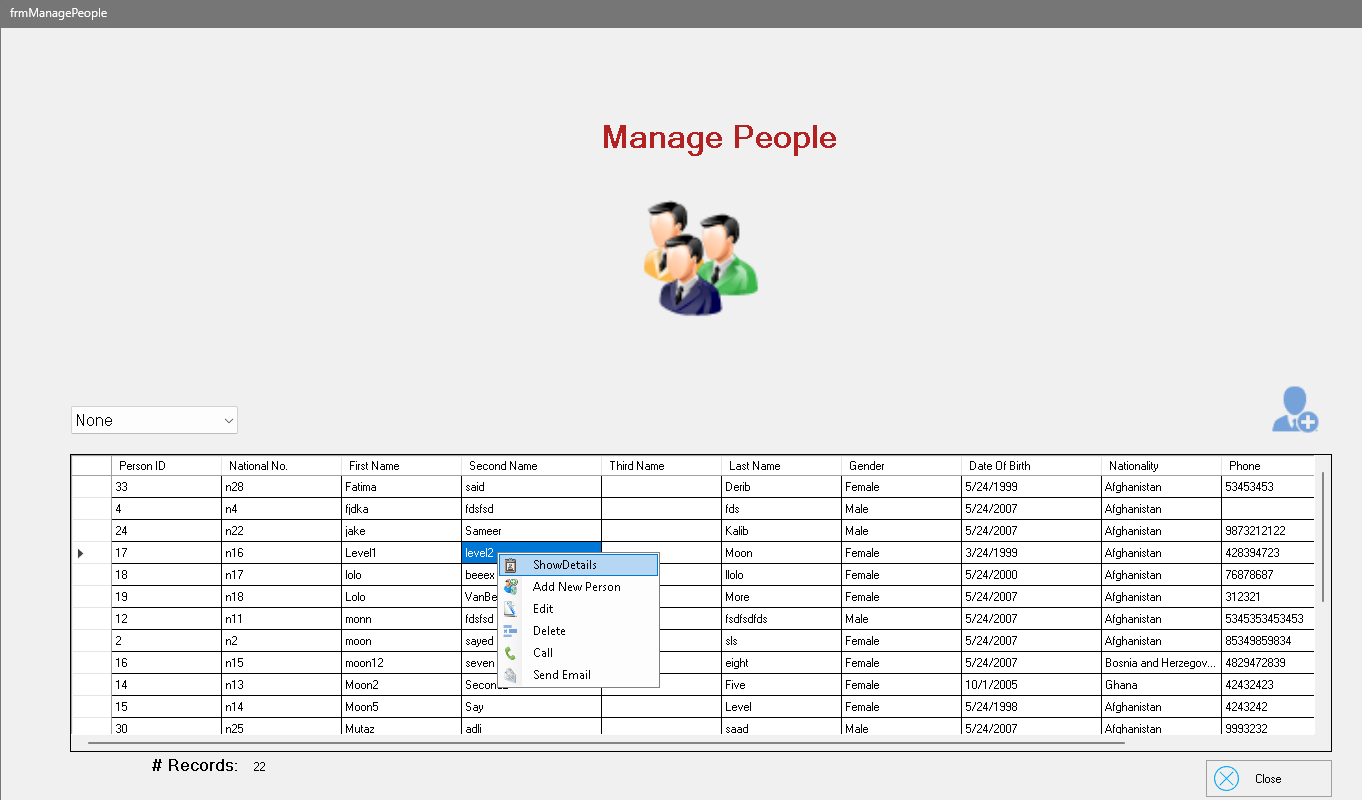 frmManagePeople
Manage People
None
Person ID National No. First Name Second Name Third Name Last Name Gender Date Of Birth Nationality Phone
33 n28 Fatima said Derib Female 5/24/1999 Afghanistan 53453453
4 n4 fjdka fdsfsd fds Male 5/24/2007 Afghanistan
24 n22 jake Sameer Kalib Male 5/24/2007 Afghanistan 9873212122
17 n16 Level1 level2 Moon Female 3/24/1999 Afghanistan 428394723
ShowDetails
18 n17 lolo beeex llolo Female 5/24/2000 Afghanistan 76878687
Add New Person
19 n18 Lolo VanBe More Female 5/24/2007 Afghanistan 312321
Edit
12 n11 monn fdsfsd fsdfsdfds Male 5/24/2007 Afghanistan 5345353453453
Delete
2 n2 moon sayed sls Female 5/24/2007 Afghanistan 85349859834
Call
16 n15 moon12 seven eight Female 5/24/2007 Bosnia and Herzegov... 4829472839
Send Email
14 n13 Moon2 Five Female 10/1/2005 Ghana 42432423
15 n14 Moon5 Say Level Female 5/24/1998 Afghanistan 4243242
30 n25 Mutaz adli saad Male 5/24/2007 Afghanistan 9993232
# Records: 22
Close